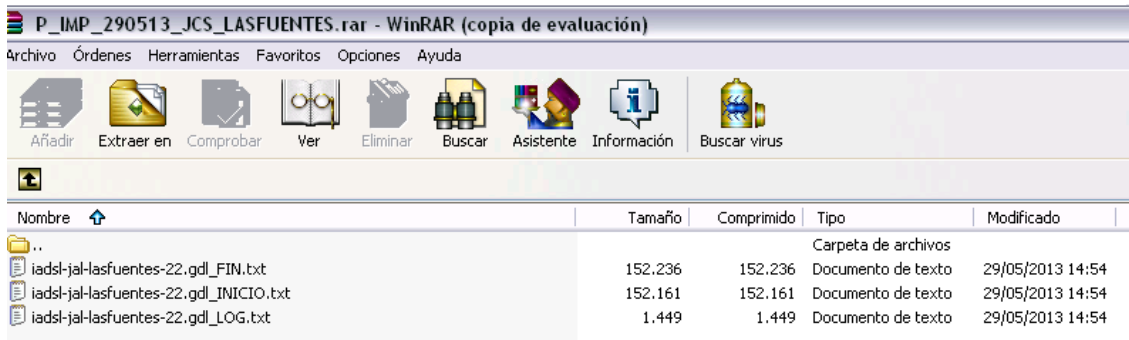 P_IMP_290513_JCS_LASFUENTES.rar - WinRAR (copia de evaluación)
Archivo Órdenes Herramientas Favoritos Opciones Ayuda
Añadir Extraer en Comprobar Ver Eliminar Buscar Asistente Información Buscar virus
Nombre Tamaño Comprimido Tipo Modificado
.. Carpeta de archivos
iadsl-jal-lasfuentes-22.gdl_FIN.txt 152.236 152.236 Documento de texto 29/05/2013 14:54
iadsl-jal-lasfuentes-22.gdl_INICIO.txt 152.161 152.161 Documento de texto 29/05/2013 14:54
iadsl-jal-lasfuentes-22.gdl_LOG.txt 1.449 1.449 Documento de texto 29/05/2013 14:54